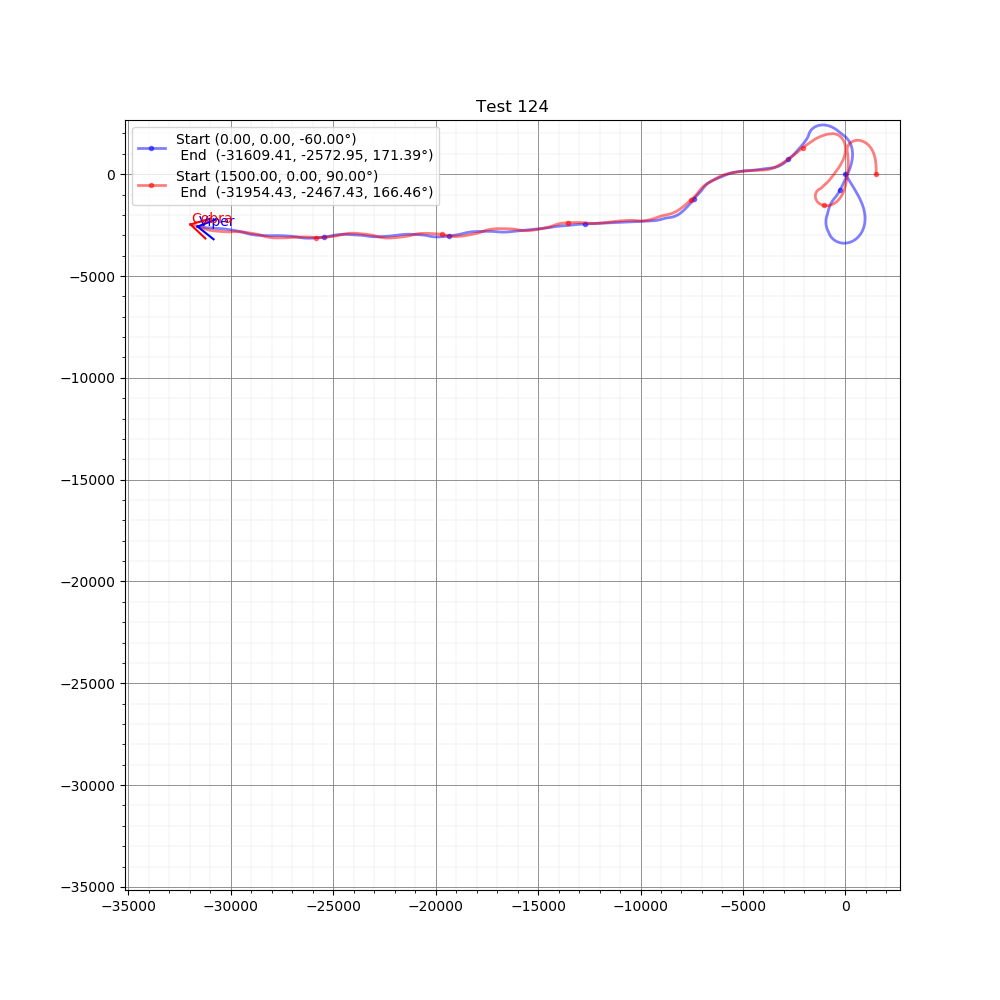 Test 124
Start (0.00, 0.00, -60.00°)
End (-31609.41, -2572.95, 171.39°)
Start (1500.00, 0.00, 90.00°)
End (-31954.43, -2467.43, 166.46°)
Cobra
Viper
0
−5000
−10000
−15000
−20000
−25000
−30000
−35000
−35000 −30000 −25000 −20000 −15000 −10000 −5000 0